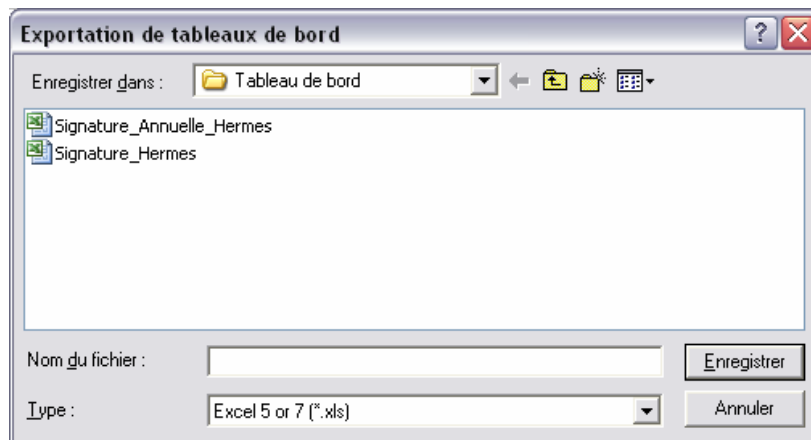 Exportation de tableaux de bord
?
Enregistrer dans :
Tableau de bord
Signature_Annuelle_Hermes
Signature_Hermes
Nom du fichier :
Enregistrer
Type :
Excel 5 or 7 (*.xls)
Annuler